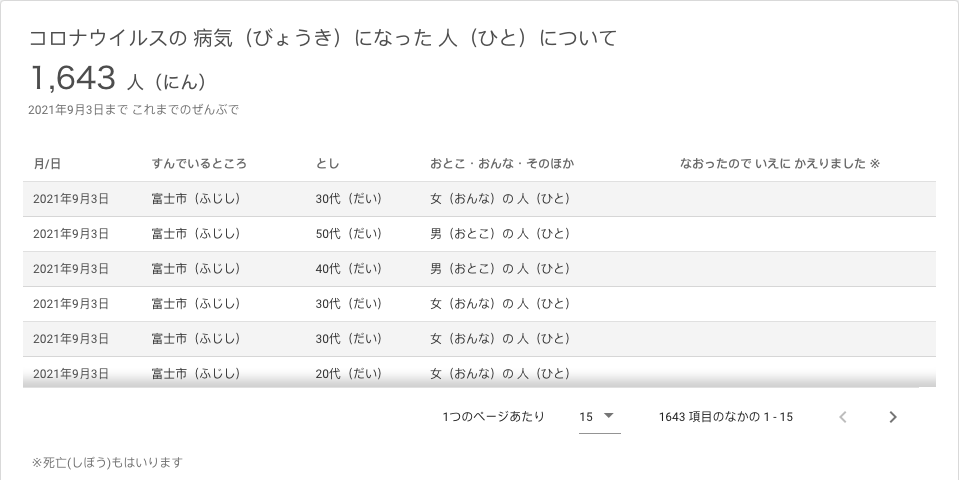 コロナウイルスの 病気（びょうき）になった 人（ひと）について
1,643 人（にん）
2021年9月3日まで これまでのぜんぶで
月/日 すんでいるところ とし おとこ・おんな・そのほか なおったので いえに かえりました ※
2021年9月3日 富士市（ふじし） 30代（だい） 女（おんな）の 人（ひと）
2021年9月3日 富士市（ふじし） 50代（だい） 男（おとこ）の 人（ひと）
2021年9月3日 富士市（ふじし） 40代（だい） 男（おとこ）の 人（ひと）
2021年9月3日 富士市（ふじし） 30代（だい） 女（おんな）の 人（ひと）
2021年9月3日 富士市（ふじし） 30代（だい） 女（おんな）の 人（ひと）
2021年9月3日 富士市（ふじし） 20代（だい） 女（おんな）の 人（ひと）
1つのページあたり 15 1643 項目のなかの 1 - 15
※死亡(しぼう)もはいります